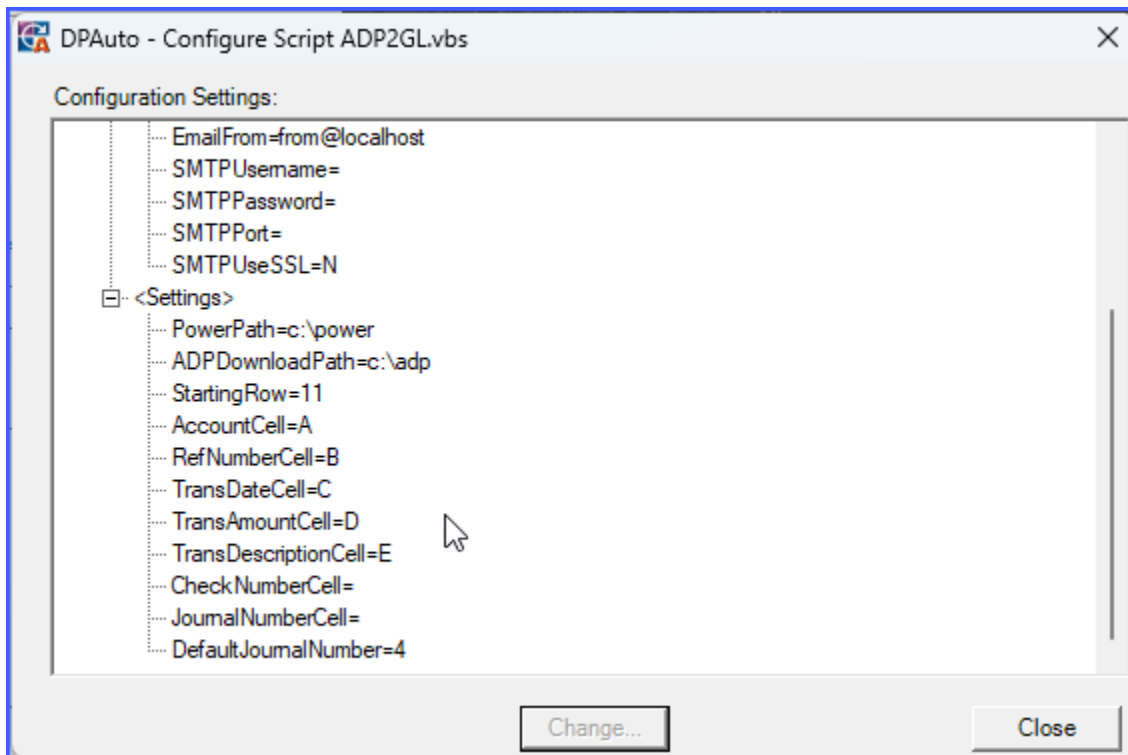 DPAuto - Configure Script ADP2GL.vbs
Configuration Settings:
EmailFrom=from@localhost
SMTPUsername=
SMTPPassword=
SMTPPort=
SMTPUseSSL=N
<Settings>
PowerPath=c:\power
ADPDownloadPath=c:\adp
StartingRow=11
AccountCell=A
RefNumberCell=B
TransDateCell=C
TransAmountCell=D
TransDescriptionCell=E
CheckNumberCell=
JournalNumberCell=
DefaultJournalNumber=4
Change... Close